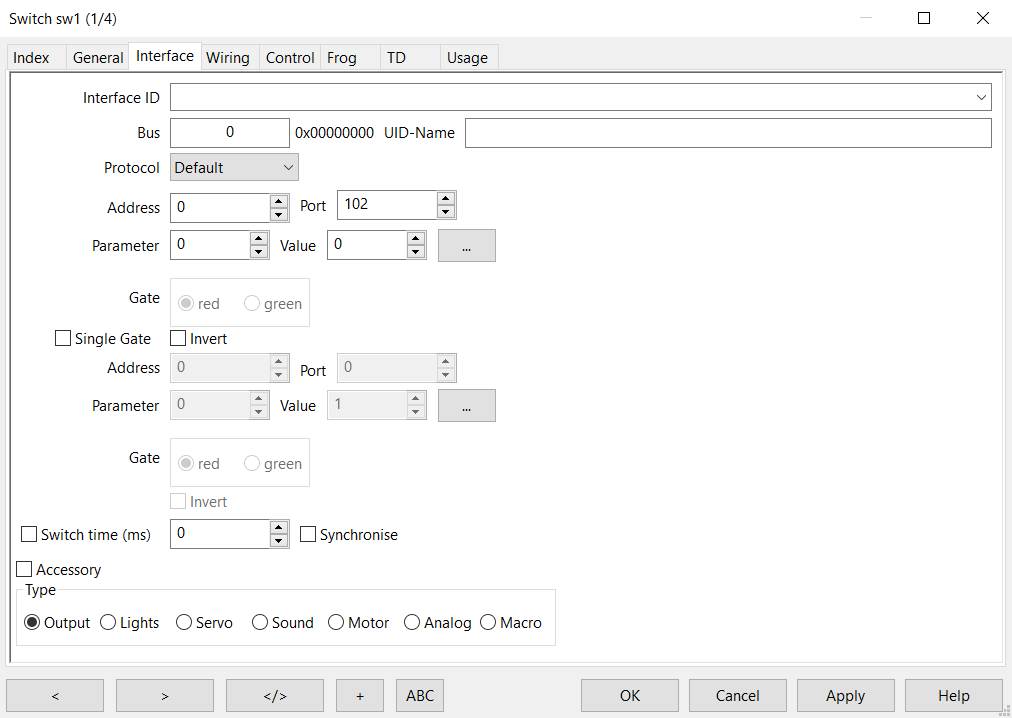 Switch sw1 (1/4)
Index General Interface Wiring Control Frog TD Usage
Interface ID
Bus 0 0x00000000 UID-Name
Protocol Default
Address 0 Port 102
Parameter 0 Value 0 ...
Gate red green
Single Gate Invert
Address 0 Port 0
Parameter 0 Value 1 ...
Gate red green
Invert
Switch time (ms) 0 Synchronise
Accessory
Type
Output Lights Servo Sound Motor Analog Macro
< > </> + ABC OK Cancel Apply Help